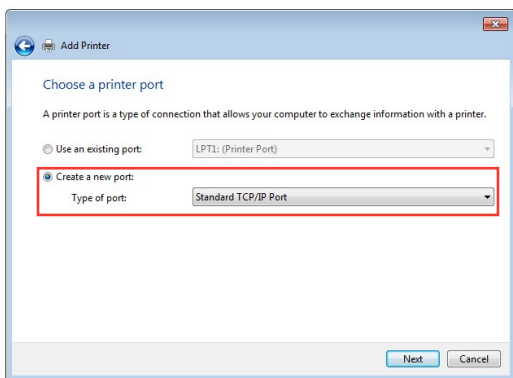 Add Printer
Choose a printer port
A printer port is a type of connection that allows your computer to exchange information with a printer.
Use an existing port: LPT1: (Printer Port)
Create a new port:
Type of port: Standard TCP/IP Port
Next Cancel